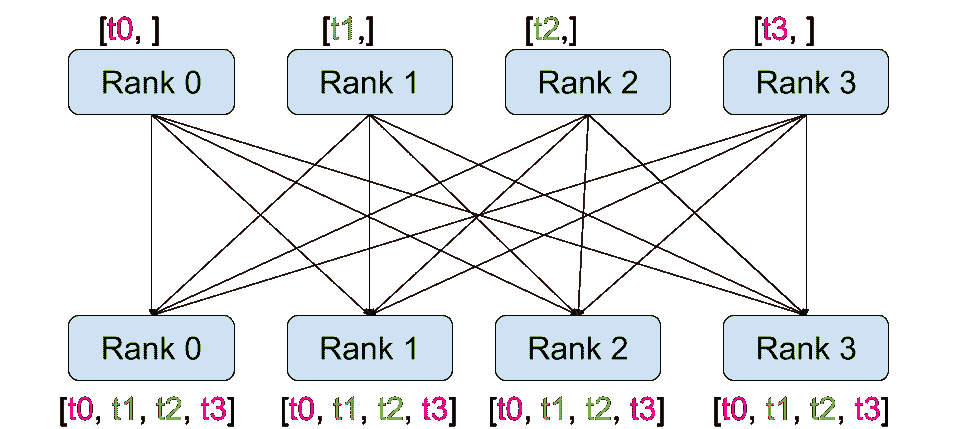 [t0, ] [t1,] [t2,] [t3, ]
Rank 0 Rank 1 Rank 2 Rank 3
Rank 0 Rank 1 Rank 2 Rank 3
[t0, t1, t2, t3] [t0, t1, t2, t3] [t0, t1, t2, t3] [t0, t1, t2, t3]